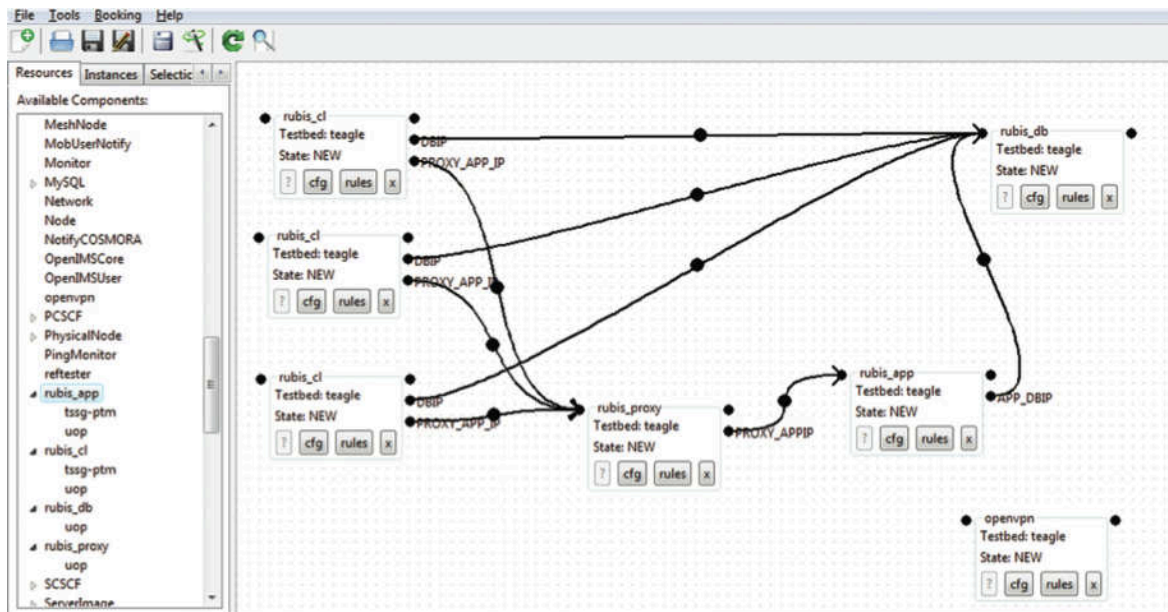 File Tools Booking Help
Resources Instances Selectic
Available Components:
MeshNode
MobUserNotify
Monitor
MySQL
Network
Node
NotifyCOSMORA
OpenIMSCore
OpenIMSUser
openvpn
PCSCF
PhysicalNode
PingMonitor
reftester
rubis_app
tssg-ptm
uop
rubis_cl
tssg-ptm
uop
rubis_db
uop
rubis_proxy
uop
SCSCF
ServerImage
rubis_cl
Testbed: teagle
State: NEW
? cfg rules x
DBIP
PROXY_APP_IP
rubis_cl
Testbed: teagle
State: NEW
? cfg rules x
DBIP
PROXY_APP_IP
rubis_cl
Testbed: teagle
State: NEW
? cfg rules x
DBIP
PROXY_APP_IP
rubis_proxy
Testbed: teagle
State: NEW
? cfg rules x
PROXY_APPIP
rubis_app
Testbed: teagle
State: NEW
? cfg rules x
APP_DBIP
rubis_db
Testbed: teagle
State: NEW
? cfg rules x
openvpn
Testbed: teagle
State: NEW
? cfg rules x